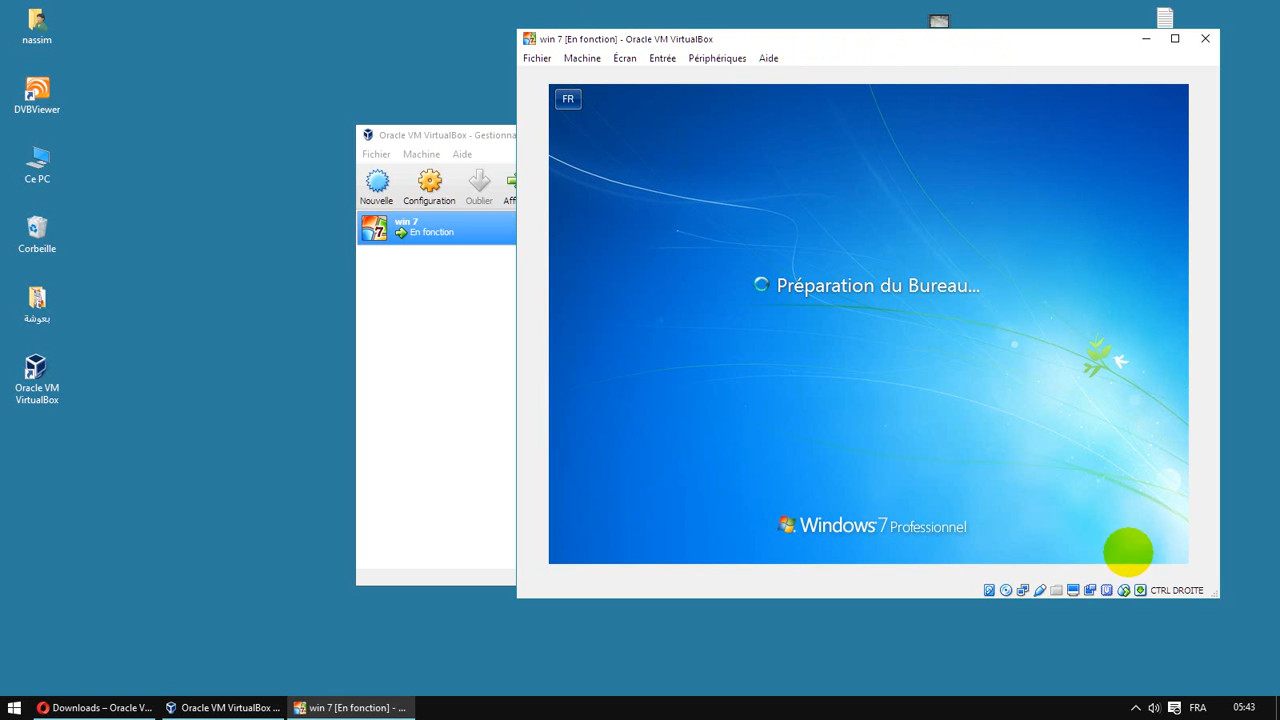 nassim
DVBViewer
Ce PC
Corbeille
بعوشة
Oracle VM
VirtualBox
Oracle VM VirtualBox - Gestionna
Fichier Machine Aide
Nouvelle Configuration Oublier Aff
win 7
En fonction
win 7 [En fonction] - Oracle VM VirtualBox
Fichier Machine Écran Entrée Périphériques Aide
FR
Préparation du Bureau...
Windows 7 Professionnel
CTRL DROITE
Downloads – Oracle V...
Oracle VM VirtualBox ...
win 7 [En fonction] - ...
FRA
05:43